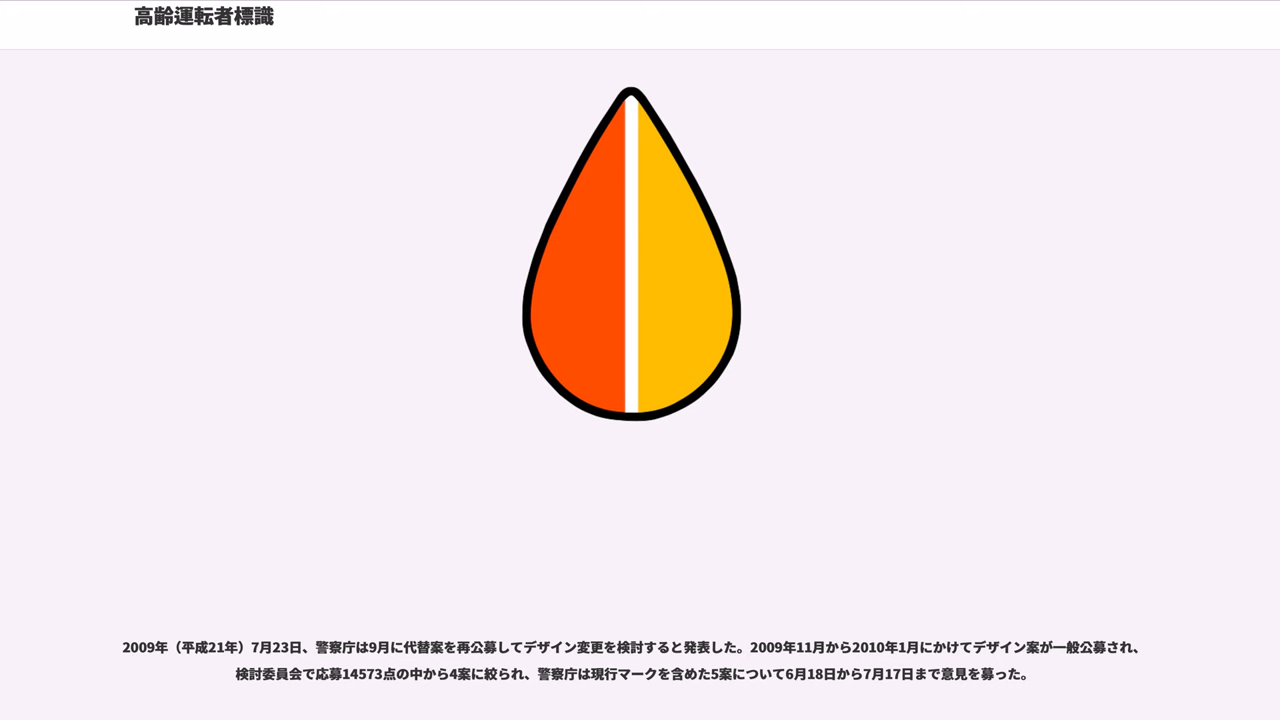 高齢運転者標識
2009年（平成21年）7月23日、警察庁は9月に代替案を再公募してデザイン変更を検討すると発表した。2009年11月から2010年1月にかけてデザイン案が一般公募され、
検討委員会で応募14573点の中から4案に絞られ、警察庁は現行マークを含めた5案について6月18日から7月17日まで意見を募った。